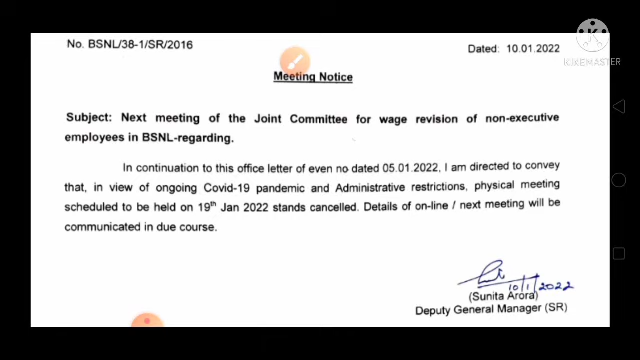 No. BSNL/38-1/SR/2016
Dated: 10.01.2022
KINEMASTER
Meeting Notice
Subject: Next meeting of the Joint Committee for wage revision of non-executive
employees in BSNL-regarding.
In continuation to this office letter of even no dated 05.01.2022, I am directed to convey
that, in view of ongoing Covid-19 pandemic and Administrative restrictions, physical meeting
scheduled to be held on 19th Jan 2022 stands cancelled. Details of on-line / next meeting will be
communicated in due course.
10/1/2022
(Sunita Arora)
Deputy General Manager (SR)